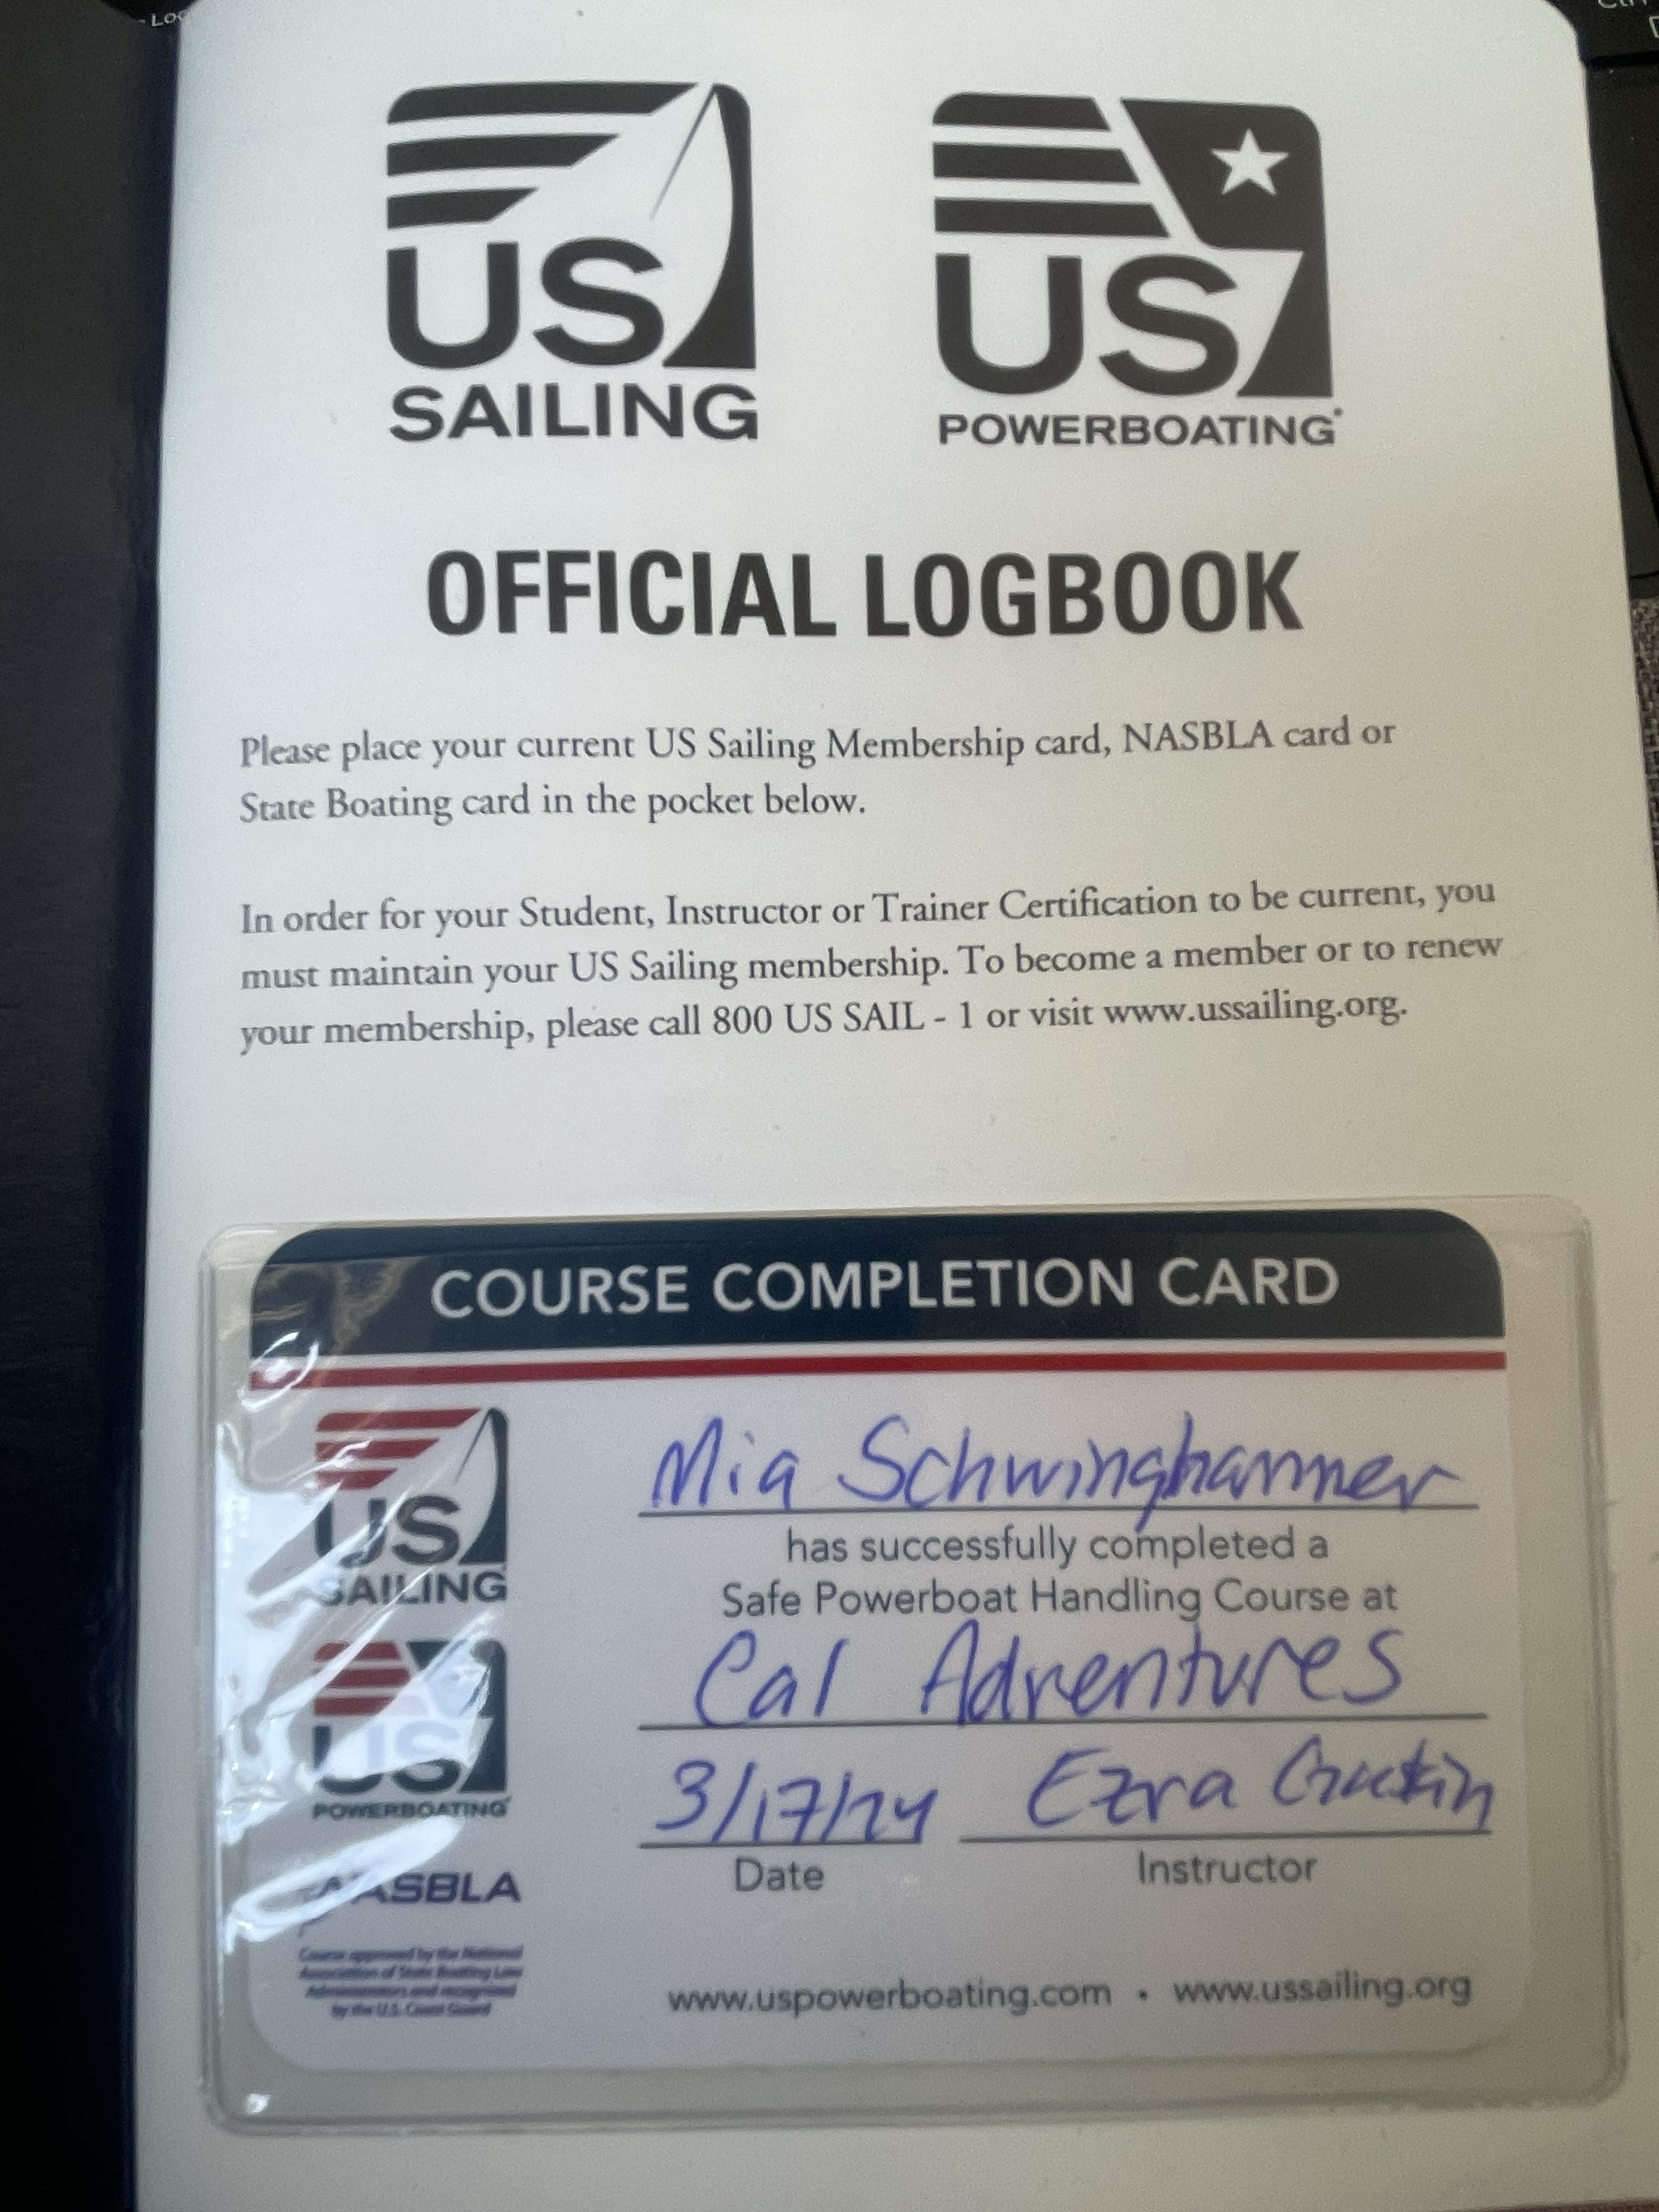 US
SAILING
US
POWERBOATING®
OFFICIAL LOGBOOK
Please place your current US Sailing Membership card, NASBLA card or
State Boating card in the pocket below.
In order for your Student, Instructor or Trainer Certification to be current, you
must maintain your US Sailing membership. To become a member or to renew
your membership, please call 800 US SAIL - 1 or visit www.ussailing.org.
COURSE COMPLETION CARD
US
SAILING
US
POWERBOATING
NASBLA
Course approved by the National
Association of State Boating Law
Administrators and recognized
by the U.S. Coast Guard
Mia Schwinghammer
has successfully completed a
Safe Powerboat Handling Course at
Cal Adventures
3/17/24 Ezra
Date Instructor
www.uspowerboating.com • www.ussailing.org